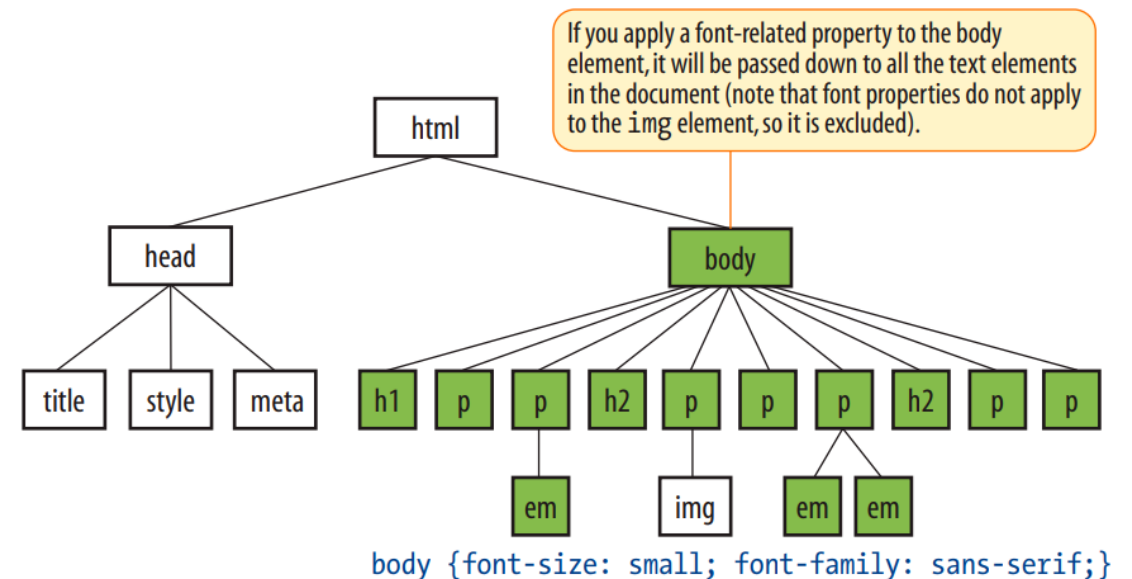 If you apply a font-related property to the body
element, it will be passed down to all the text elements
in the document (note that font properties do not apply
to the img element, so it is excluded).
html
head
body
title
style
meta
h1
p
p
h2
p
p
p
h2
p
p
em
img
em
em
body {font-size: small; font-family: sans-serif;}